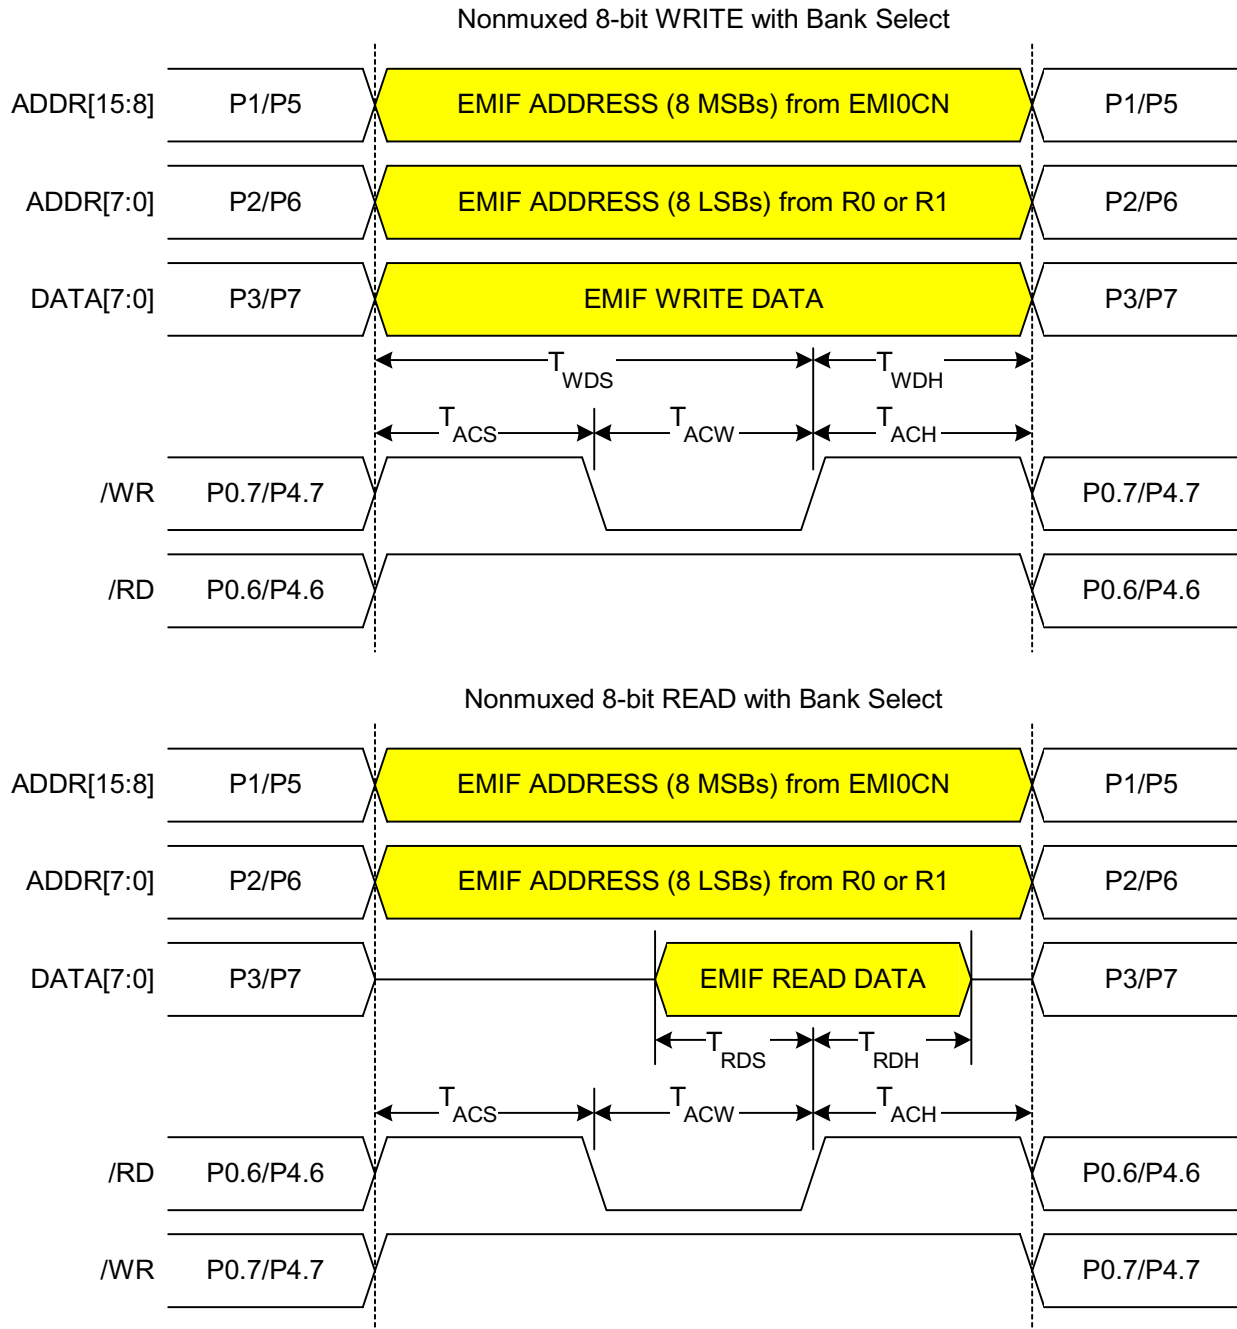 Nonmuxed 8-bit WRITE with Bank Select
ADDR[15:8] P1/P5 EMIF ADDRESS (8 MSBs) from EMI0CN P1/P5
ADDR[7:0] P2/P6 EMIF ADDRESS (8 LSBs) from R0 or R1 P2/P6
DATA[7:0] P3/P7 EMIF WRITE DATA P3/P7
TWDS TWDH
TACS TACW TACH
/WR P0.7/P4.7 P0.7/P4.7
/RD P0.6/P4.6 P0.6/P4.6
Nonmuxed 8-bit READ with Bank Select
ADDR[15:8] P1/P5 EMIF ADDRESS (8 MSBs) from EMI0CN P1/P5
ADDR[7:0] P2/P6 EMIF ADDRESS (8 LSBs) from R0 or R1 P2/P6
DATA[7:0] P3/P7 EMIF READ DATA P3/P7
TRDS TRDH
TACS TACW TACH
/RD P0.6/P4.6 P0.6/P4.6
/WR P0.7/P4.7 P0.7/P4.7